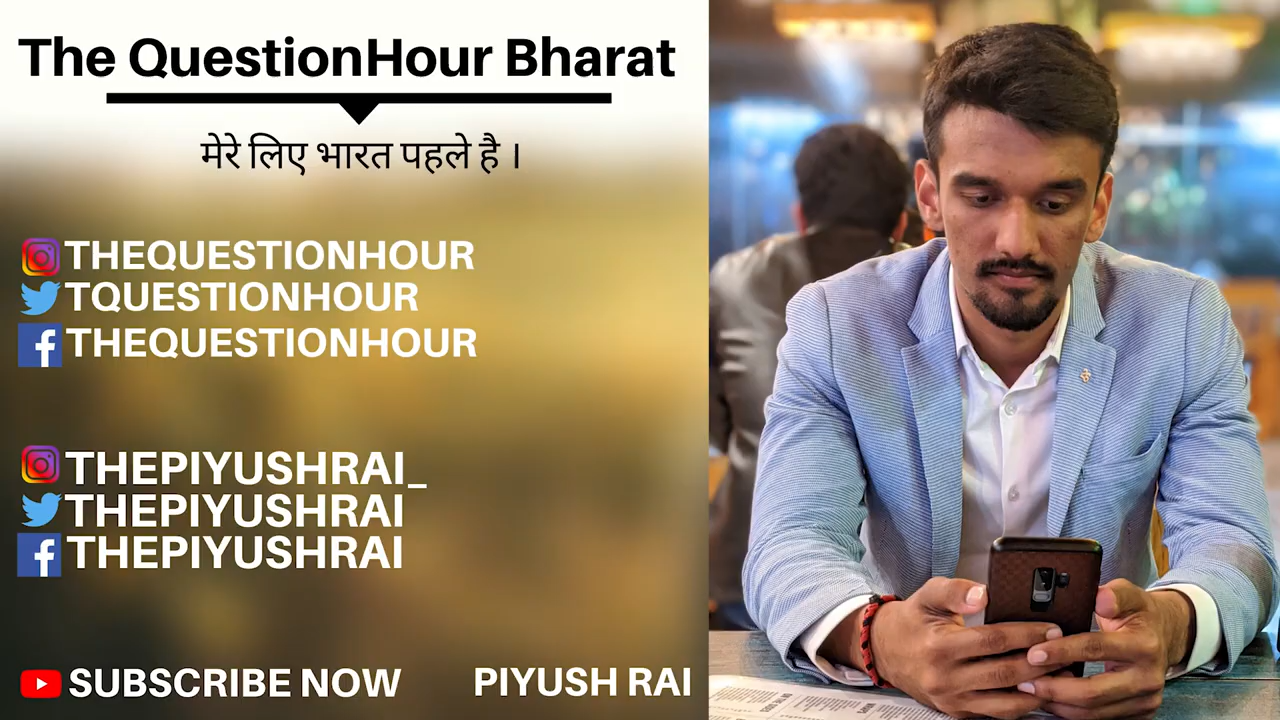 The QuestionHour Bharat
मेरे लिए भारत पहले है ।
THEQUESTIONHOUR
TQUESTIONHOUR
THEQUESTIONHOUR
THEPIYUSHRAI_
THEPIYUSHRAI
THEPIYUSHRAI
SUBSCRIBE NOW
PIYUSH RAI